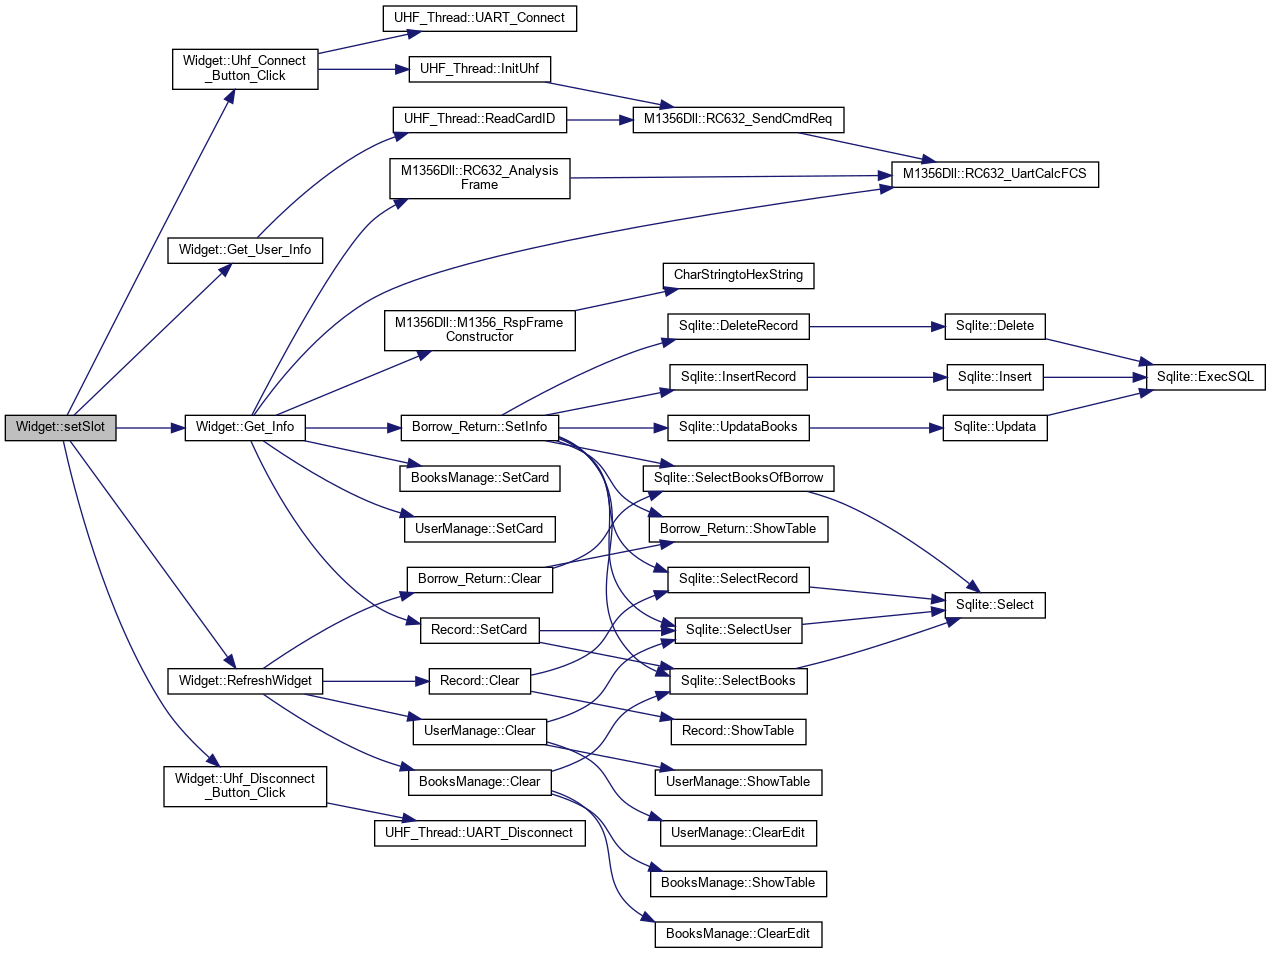 UHF_Thread::UART_Connect
Widget::Uhf_Connect
_Button_Click
UHF_Thread::InitUhf
UHF_Thread::ReadCardID
M1356Dll::RC632_SendCmdReq
M1356Dll::RC632_Analysis
Frame
M1356Dll::RC632_UartCalcFCS
Widget::Get_User_Info
CharStringtoHexString
M1356Dll::M1356_RspFrame
Constructor
Sqlite::DeleteRecord
Sqlite::Delete
Sqlite::InsertRecord
Sqlite::Insert
Sqlite::ExecSQL
Widget::setSlot
Widget::Get_Info
Borrow_Return::SetInfo
Sqlite::UpdataBooks
Sqlite::Updata
BooksManage::SetCard
Sqlite::SelectBooksOfBorrow
UserManage::SetCard
Borrow_Return::ShowTable
Borrow_Return::Clear
Sqlite::SelectRecord
Sqlite::Select
Record::SetCard
Sqlite::SelectUser
Widget::RefreshWidget
Record::Clear
Sqlite::SelectBooks
UserManage::Clear
Record::ShowTable
Widget::Uhf_Disconnect
_Button_Click
BooksManage::Clear
UserManage::ShowTable
UHF_Thread::UART_Disconnect
UserManage::ClearEdit
BooksManage::ShowTable
BooksManage::ClearEdit